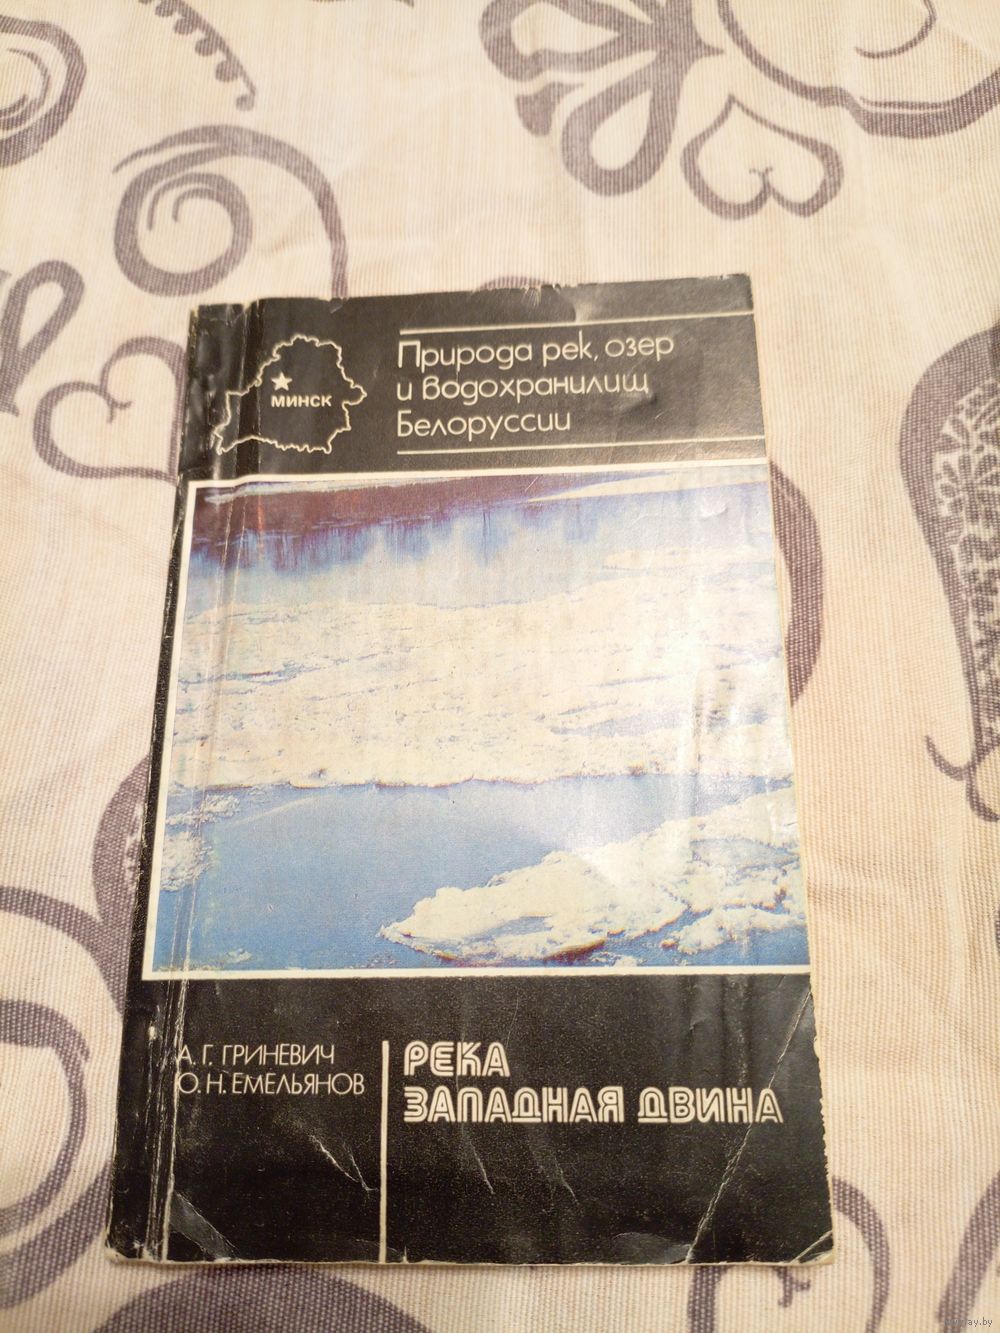 МИНСК
Природа рек, озер
и водохранилищ
Белоруссии
А. Г. ГРИНЕВИЧ
Ю. Н. ЕМЕЛЬЯНОВ
РЕКА
ЗАПАДНАЯ ДВИНА